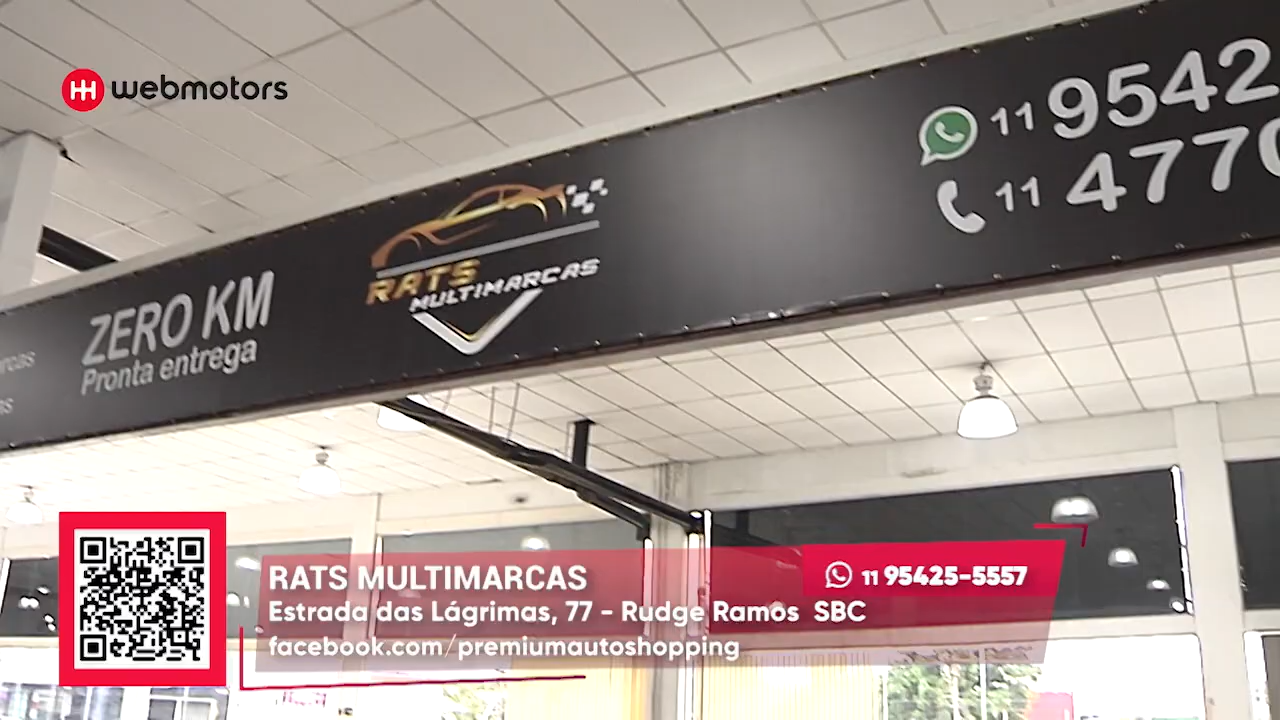 webmotors
11 9542
11 477
ZERO KM
Pronta entrega
RATS
MULTIMARCAS
RATS MULTIMARCAS
11 95425-5557
Estrada das Lágrimas, 77 - Rudge Ramos SBC
facebook.com/premiumautoshopping